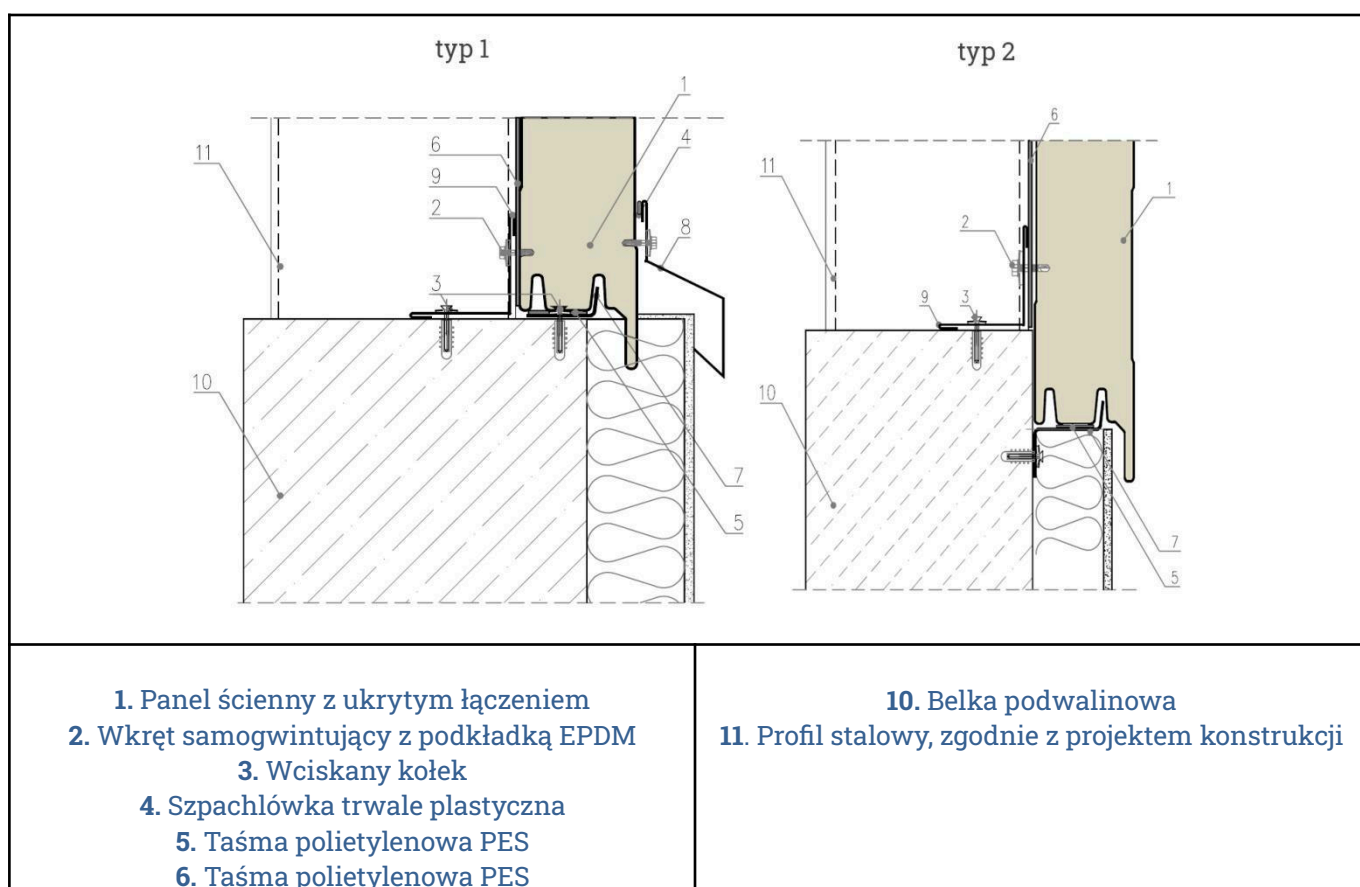 typ 1
typ 2
1
6
4
11
9
2
8
3
10
7
5
6
11
1
2
9
3
10
7
5
1. Panel ścienny z ukrytym łączeniem
2. Wkręt samogwintujący z podkładką EPDM
3. Wciskany kołek
4. Szpachlówka trwale plastyczna
5. Taśma polietylenowa PES
6. Taśma polietylenowa PES
10. Belka podwalinowa
11. Profil stalowy, zgodnie z projektem konstrukcji